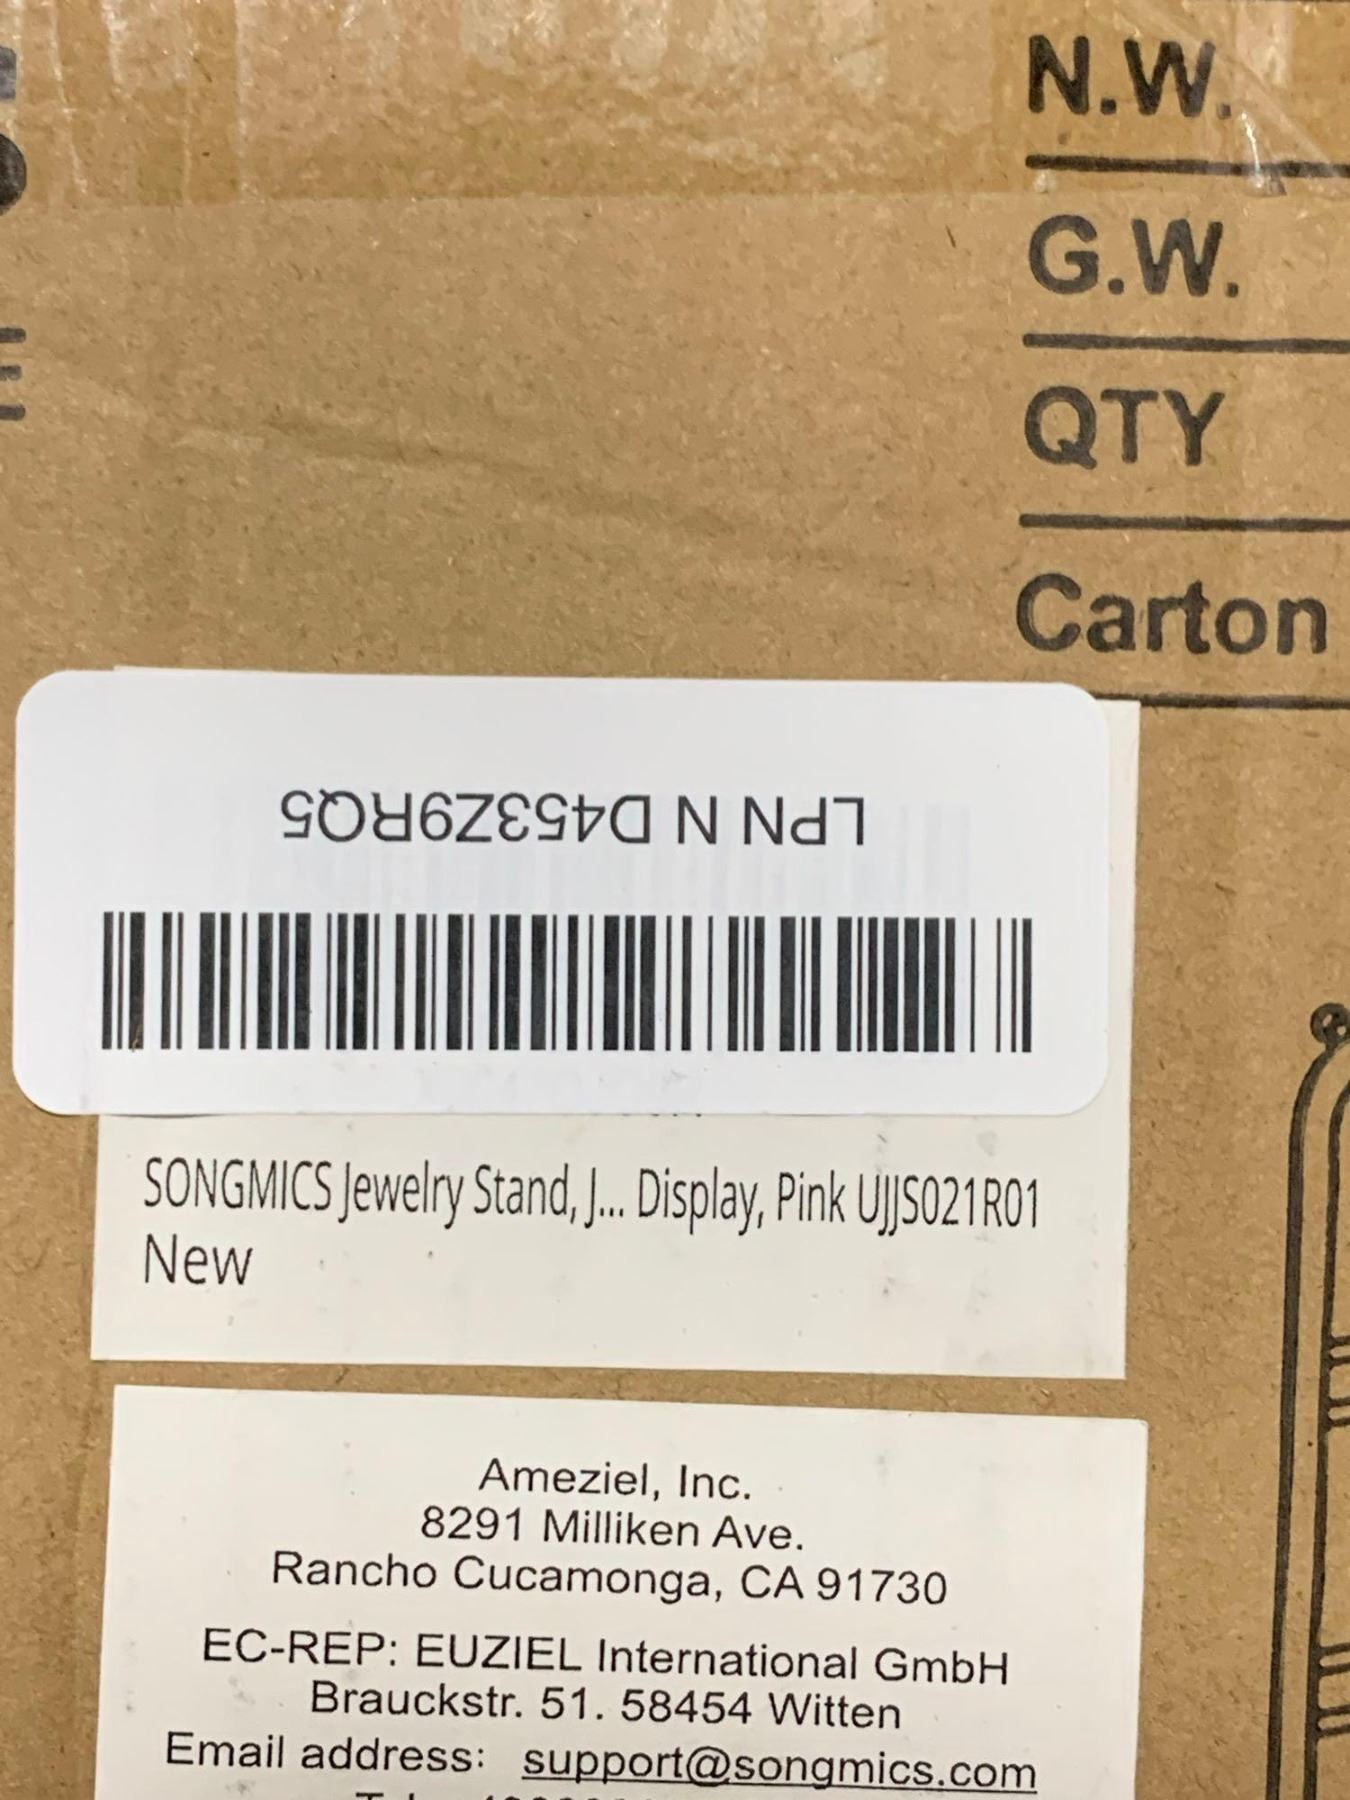 N.W.
G.W.
QTY
Carton
LPN N D453Z9RQ5
SONGMICS Jewelry Stand, J... Display, Pink UJJS021R01
New
Ameziel, Inc.
8291 Milliken Ave.
Rancho Cucamonga, CA 91730
EC-REP: EUZIEL International GmbH
Brauckstr. 51. 58454 Witten
Email address: support@songmics.com